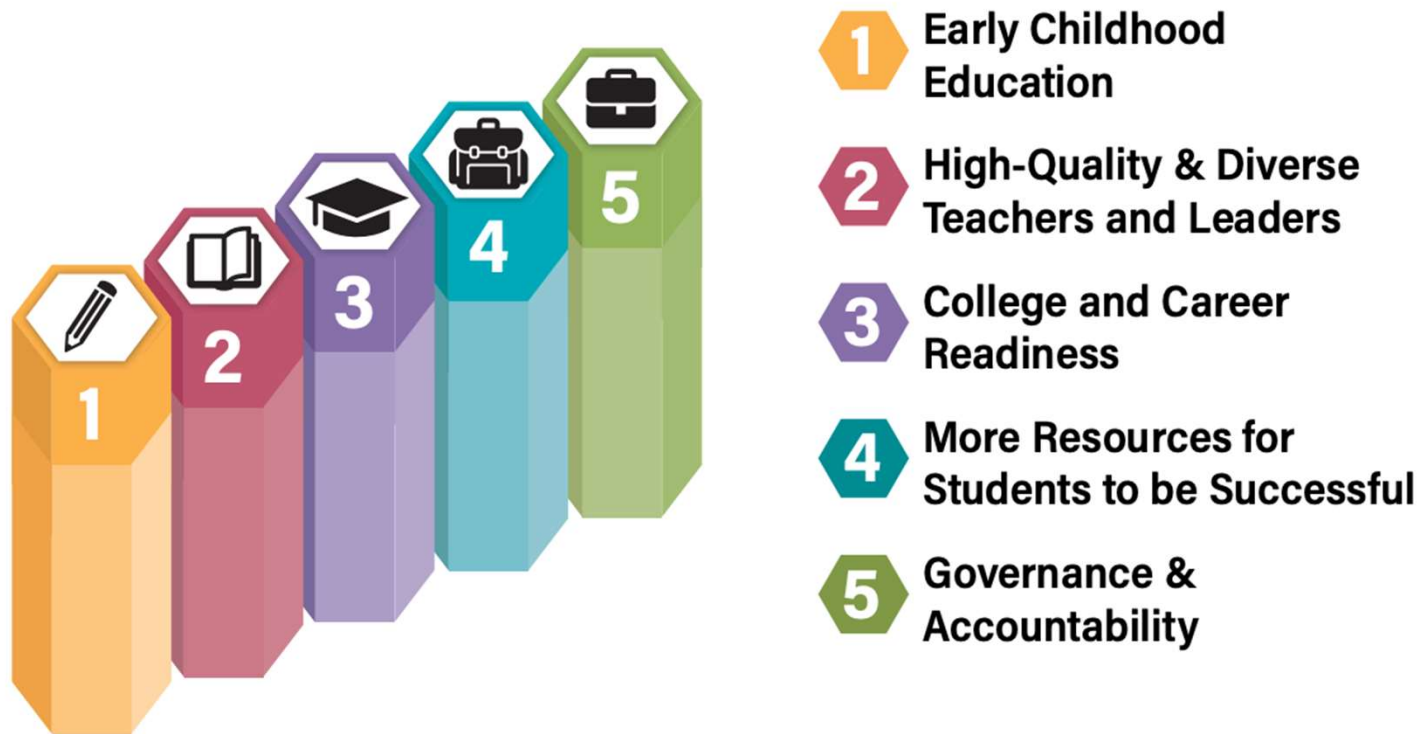 1
2
3
4
5
1 Early Childhood
Education
2 High-Quality & Diverse
Teachers and Leaders
3 College and Career
Readiness
4 More Resources for
Students to be Successful
5 Governance &
Accountability